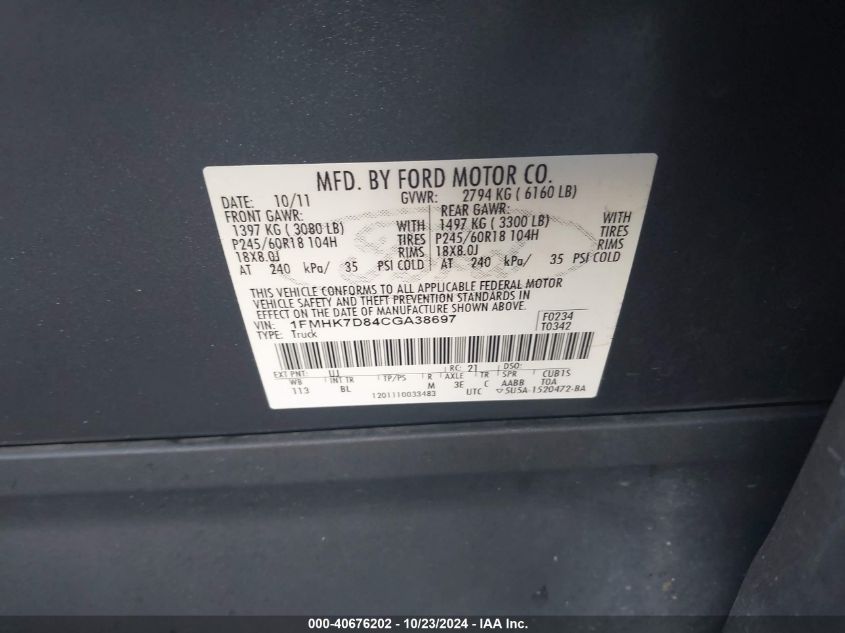 MFD. BY FORD MOTOR CO.
DATE: 10/11 GVWR: 2794 KG ( 6160 LB)
FRONT GAWR: REAR GAWR:
1397 KG ( 3080 LB) WITH 1497 KG ( 3300 LB) WITH
P245/60R18 104H TIRES P245/60R18 104H TIRES
18X8.0J RIMS 18X8.0J RIMS
AT 240 kPa/ 35 PSI COLD AT 240 kPa/ 35 PSI COLD
THIS VEHICLE CONFORMS TO ALL APPLICABLE FEDERAL MOTOR
VEHICLE SAFETY AND THEFT PREVENTION STANDARDS IN
EFFECT ON THE DATE OF MANUFACTURE SHOWN ABOVE.
VIN: 1FMHK7D84CGA38697 F0234
TYPE: Truck T0342
EXT PNT: UJ RC: 21 DSO:
WB INT TR TP/PS R AXLE TR SPR CUBTS
113 BL M 3E C AABB TOA
1201110033483 UTC 5U5A-1520472-BA
000-40676202 - 10/23/2024 - IAA Inc.